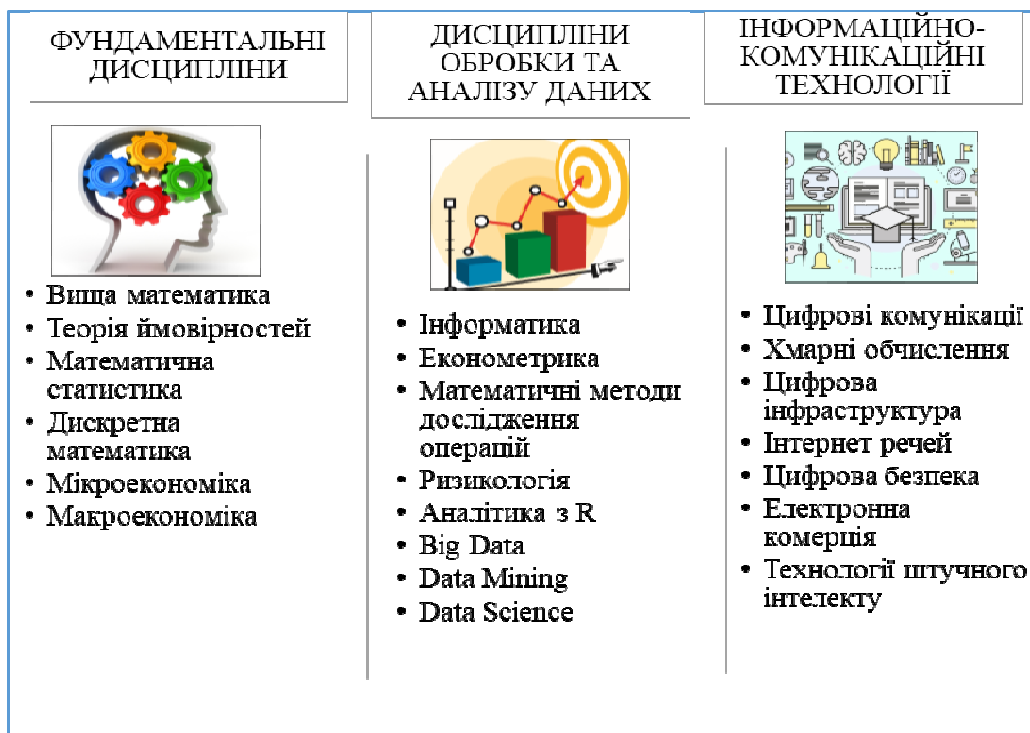 ФУНДАМЕНТАЛЬНІ
ДИСЦИПЛІНИ
• Вища математика
• Теорія ймовірностей
• Математична
статистика
• Дискретна
математика
• Мікроекономіка
• Макроекономіка
ДИСЦИПЛІНИ
ОБРОБКИ ТА
АНАЛІЗУ ДАНИХ
• Інформатика
• Економетрика
• Математичні методи
дослідження
операцій
• Ризикологія
• Аналітика з R
• Big Data
• Data Mining
• Data Science
ІНФОРМАЦІЙНО-
КОМУНІКАЦІЙНІ
ТЕХНОЛОГІЇ
• Цифрові комунікації
• Хмарні обчислення
• Цифрова
інфраструктура
• Інтернет речей
• Цифрова безпека
• Електронна
комерція
• Технології штучного
інтелекту